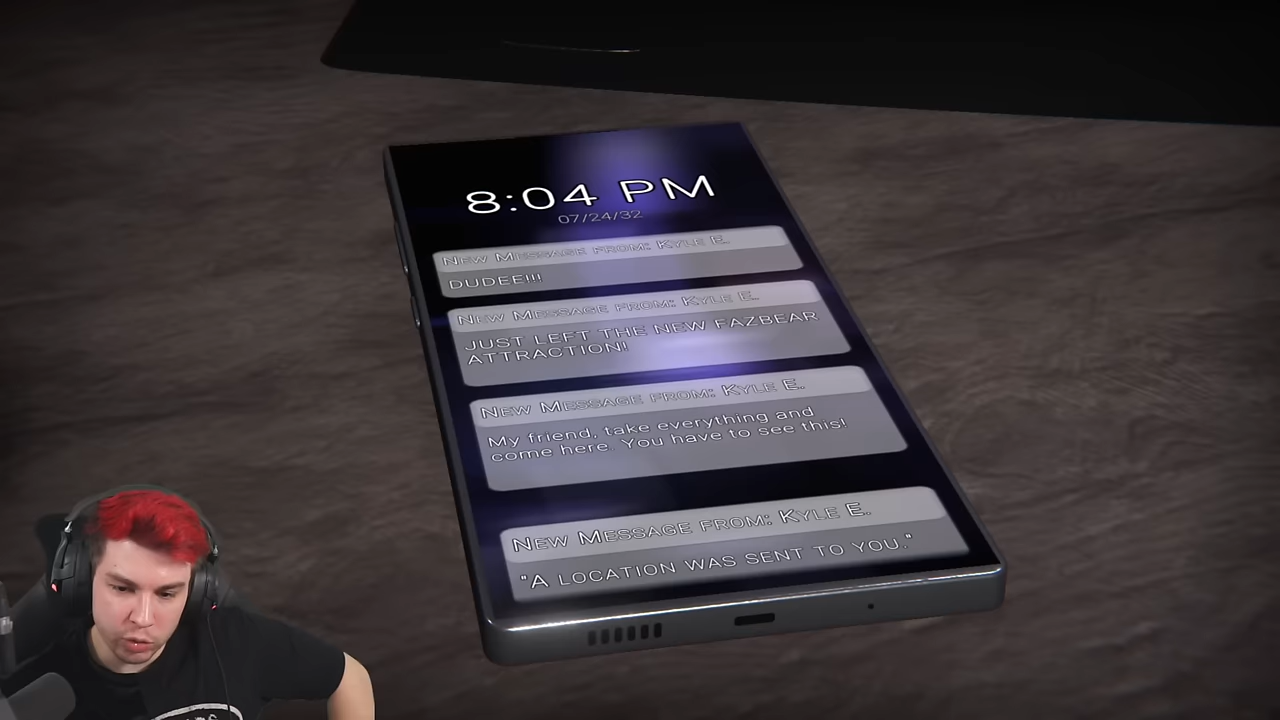 8:04 PM
07/24/32
New Message from: Kyle E.
DUDEE!!!
New Message from: Kyle E.
JUST LEFT THE NEW FAZBEAR
ATTRACTION!
New Message from: Kyle E.
My friend, take everything and
come here. You have to see this!
New Message from: Kyle E.
"A LOCATION WAS SENT TO YOU."